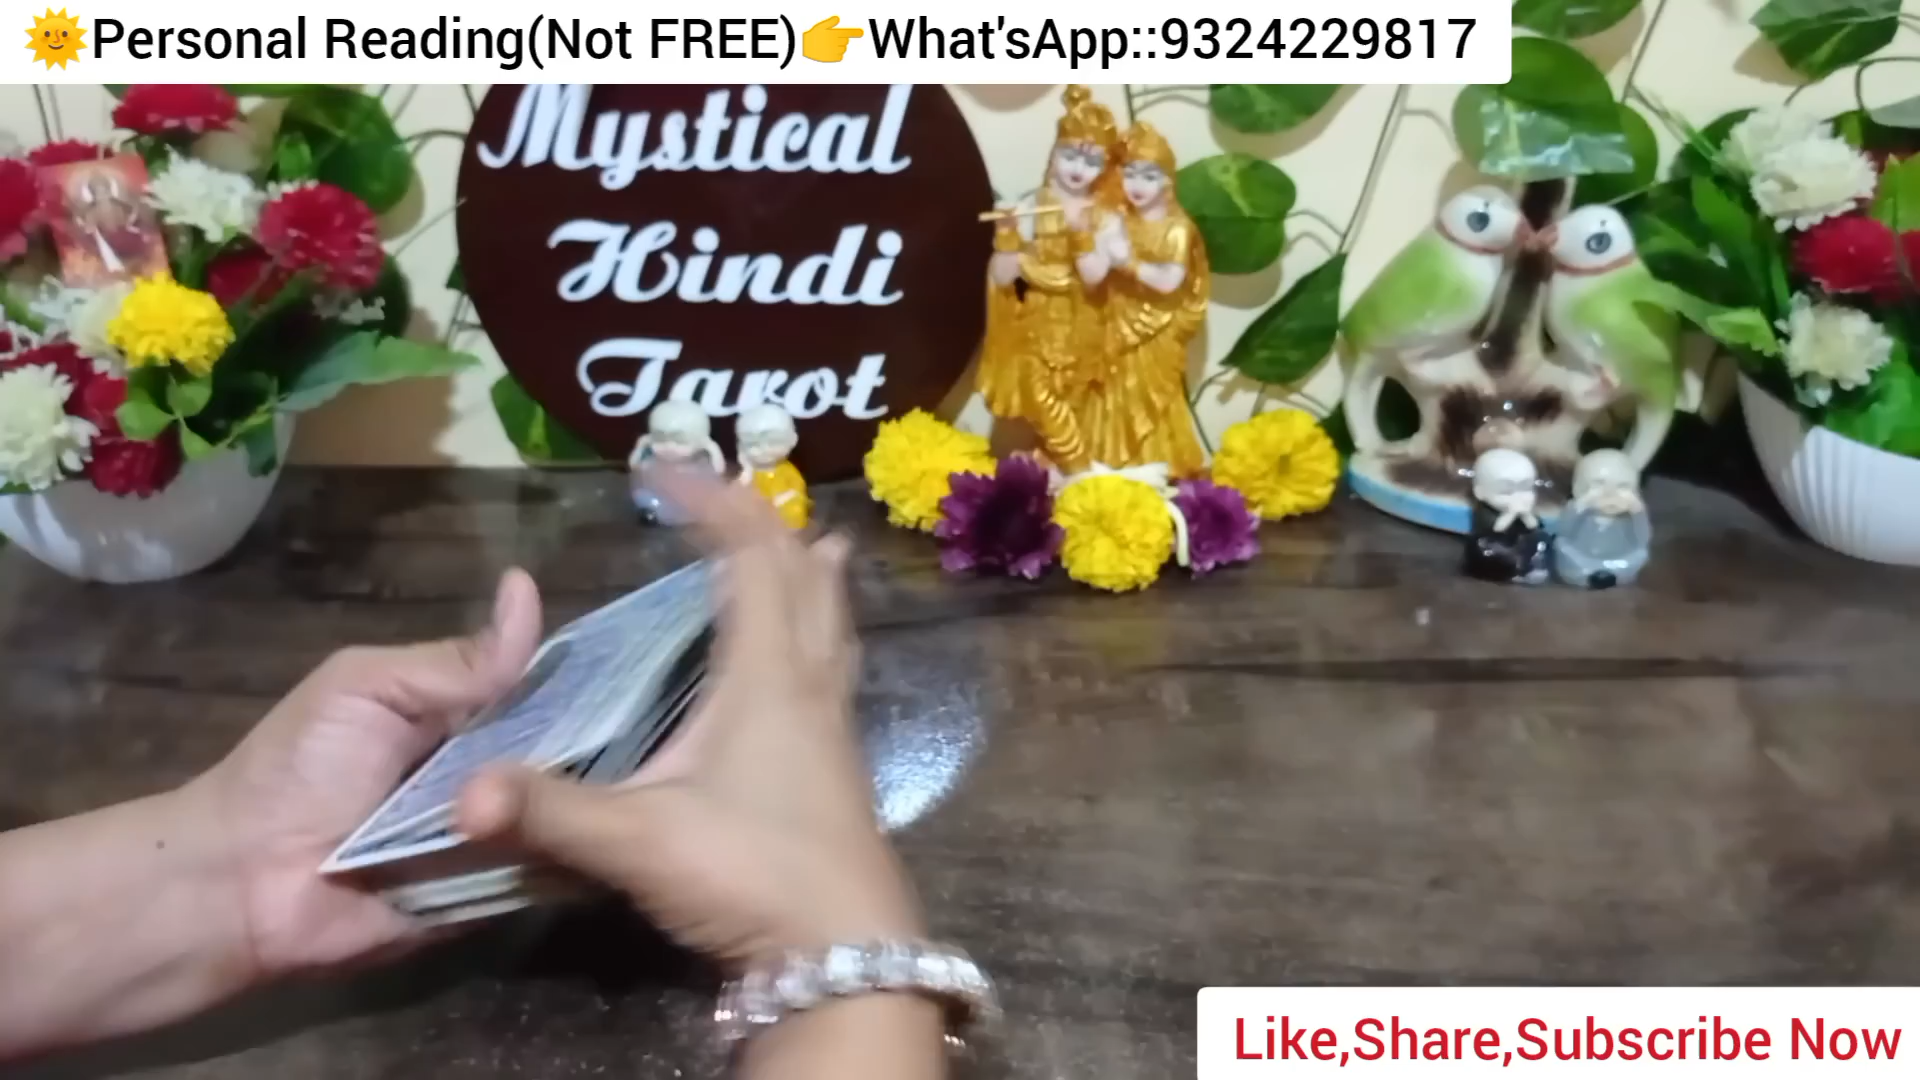 🌞Personal Reading(Not FREE)👉What'sApp::9324229817
Mystical
Hindi
Tarot
Like,Share,Subscribe Now